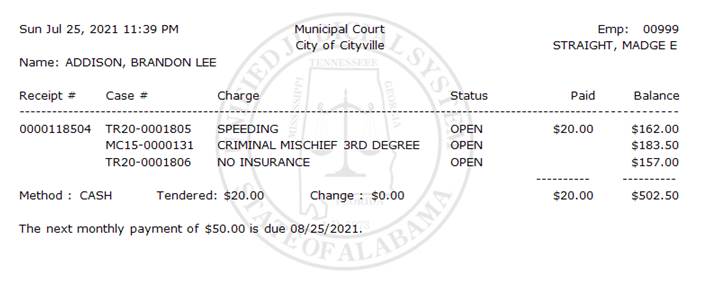 Sun Jul 25, 2021 11:39 PM Municipal Court Emp: 00999
City of Cityville STRAIGHT, MADGE E
Name: ADDISON, BRANDON LEE
Receipt # Case # Charge Status Paid Balance
0000118504 TR20-0001805 SPEEDING OPEN $20.00 $162.00
MC15-0000131 CRIMINAL MISCHIEF 3RD DEGREE OPEN $183.50
TR20-0001806 NO INSURANCE OPEN $157.00
Method : CASH Tendered: $20.00 Change : $0.00 $20.00 $502.50
The next monthly payment of $50.00 is due 08/25/2021.
UNIFIED JUDICIAL SYSTEM
TENNESSEE
MISSISSIPPI
GEORGIA
STATE OF ALABAMA